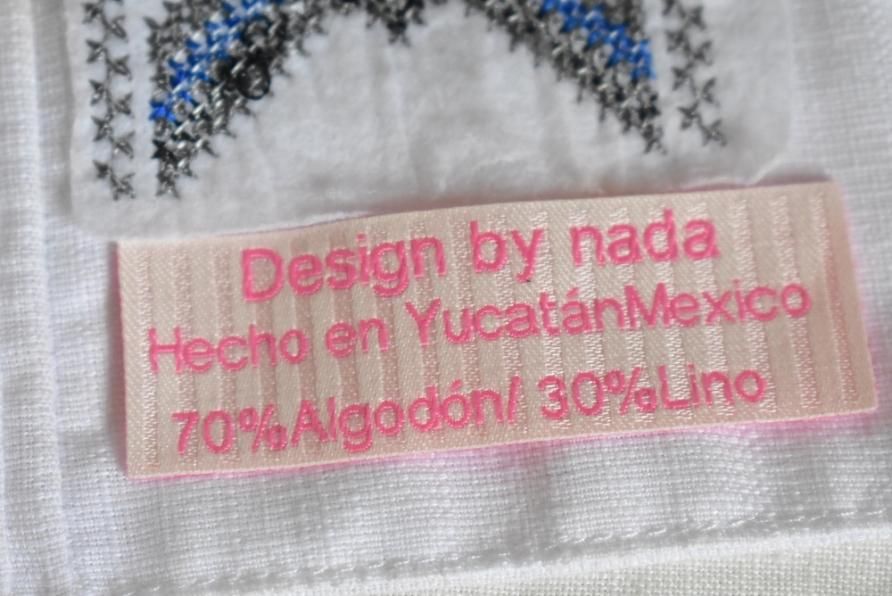 Design by nada
Hecho en YucatánMexico
70%Algodón/ 30%Lino